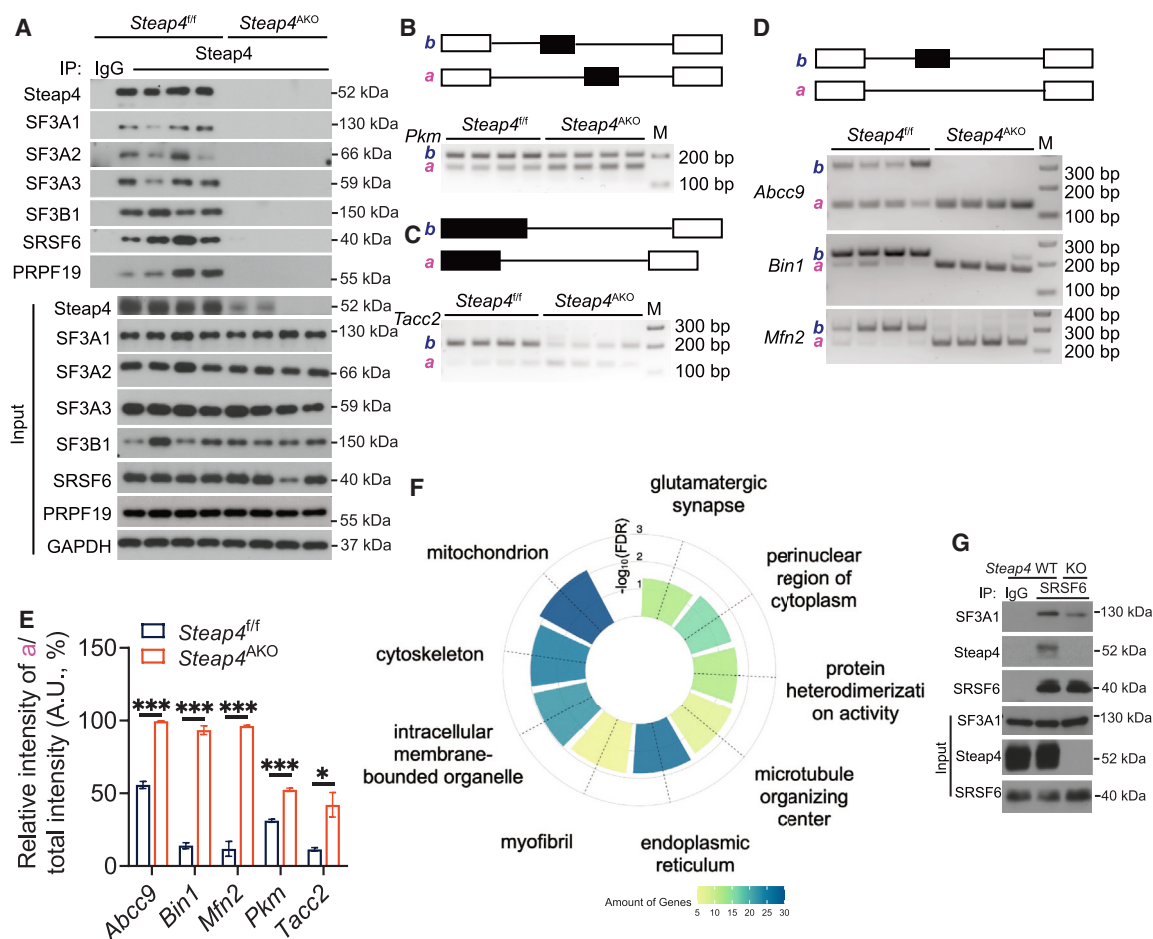 A
Steap4f/f Steap4AKO
Steap4
IP: IgG
Steap4 52 kDa
SF3A1 130 kDa
SF3A2 66 kDa
SF3A3 59 kDa
SF3B1 150 kDa
SRSF6 40 kDa
PRPF19 55 kDa
Input
Steap4 52 kDa
SF3A1 130 kDa
SF3A2 66 kDa
SF3A3 59 kDa
SF3B1 150 kDa
SRSF6 40 kDa
PRPF19 55 kDa
GAPDH 37 kDa
B
b
a
Pkm Steap4f/f Steap4AKO M
b 200 bp
a 100 bp
C
b
a
Tacc2 Steap4f/f Steap4AKO M
300 bp
b 200 bp
a 100 bp
D
b
a
Steap4f/f Steap4AKO M
Abcc9
b 300 bp
200 bp
a 100 bp
Bin1
b 300 bp
a 200 bp
100 bp
Mfn2
400 bp
b 300 bp
a 200 bp
E
Steap4f/f
Steap4AKO
Relative intensity of a/
total intensity (A.U., %)
150
100
50
0
*** *** *** *** *
Abcc9 Bin1 Mfn2 Pkm Tacc2
F
-log10(FDR)
3
2
1
glutamatergic
synapse
perinuclear
region of
cytoplasm
protein
heterodimerizati
on activity
microtubule
organizing
center
endoplasmic
reticulum
myofibril
intracellular
membrane-
bounded organelle
cytoskeleton
mitochondrion
Amount of Genes
5 10 15 20 25 30
G
Steap4 WT KO
IP: IgG SRSF6
SF3A1 130 kDa
Steap4 52 kDa
SRSF6 40 kDa
Input
SF3A1 130 kDa
Steap4 52 kDa
SRSF6 40 kDa